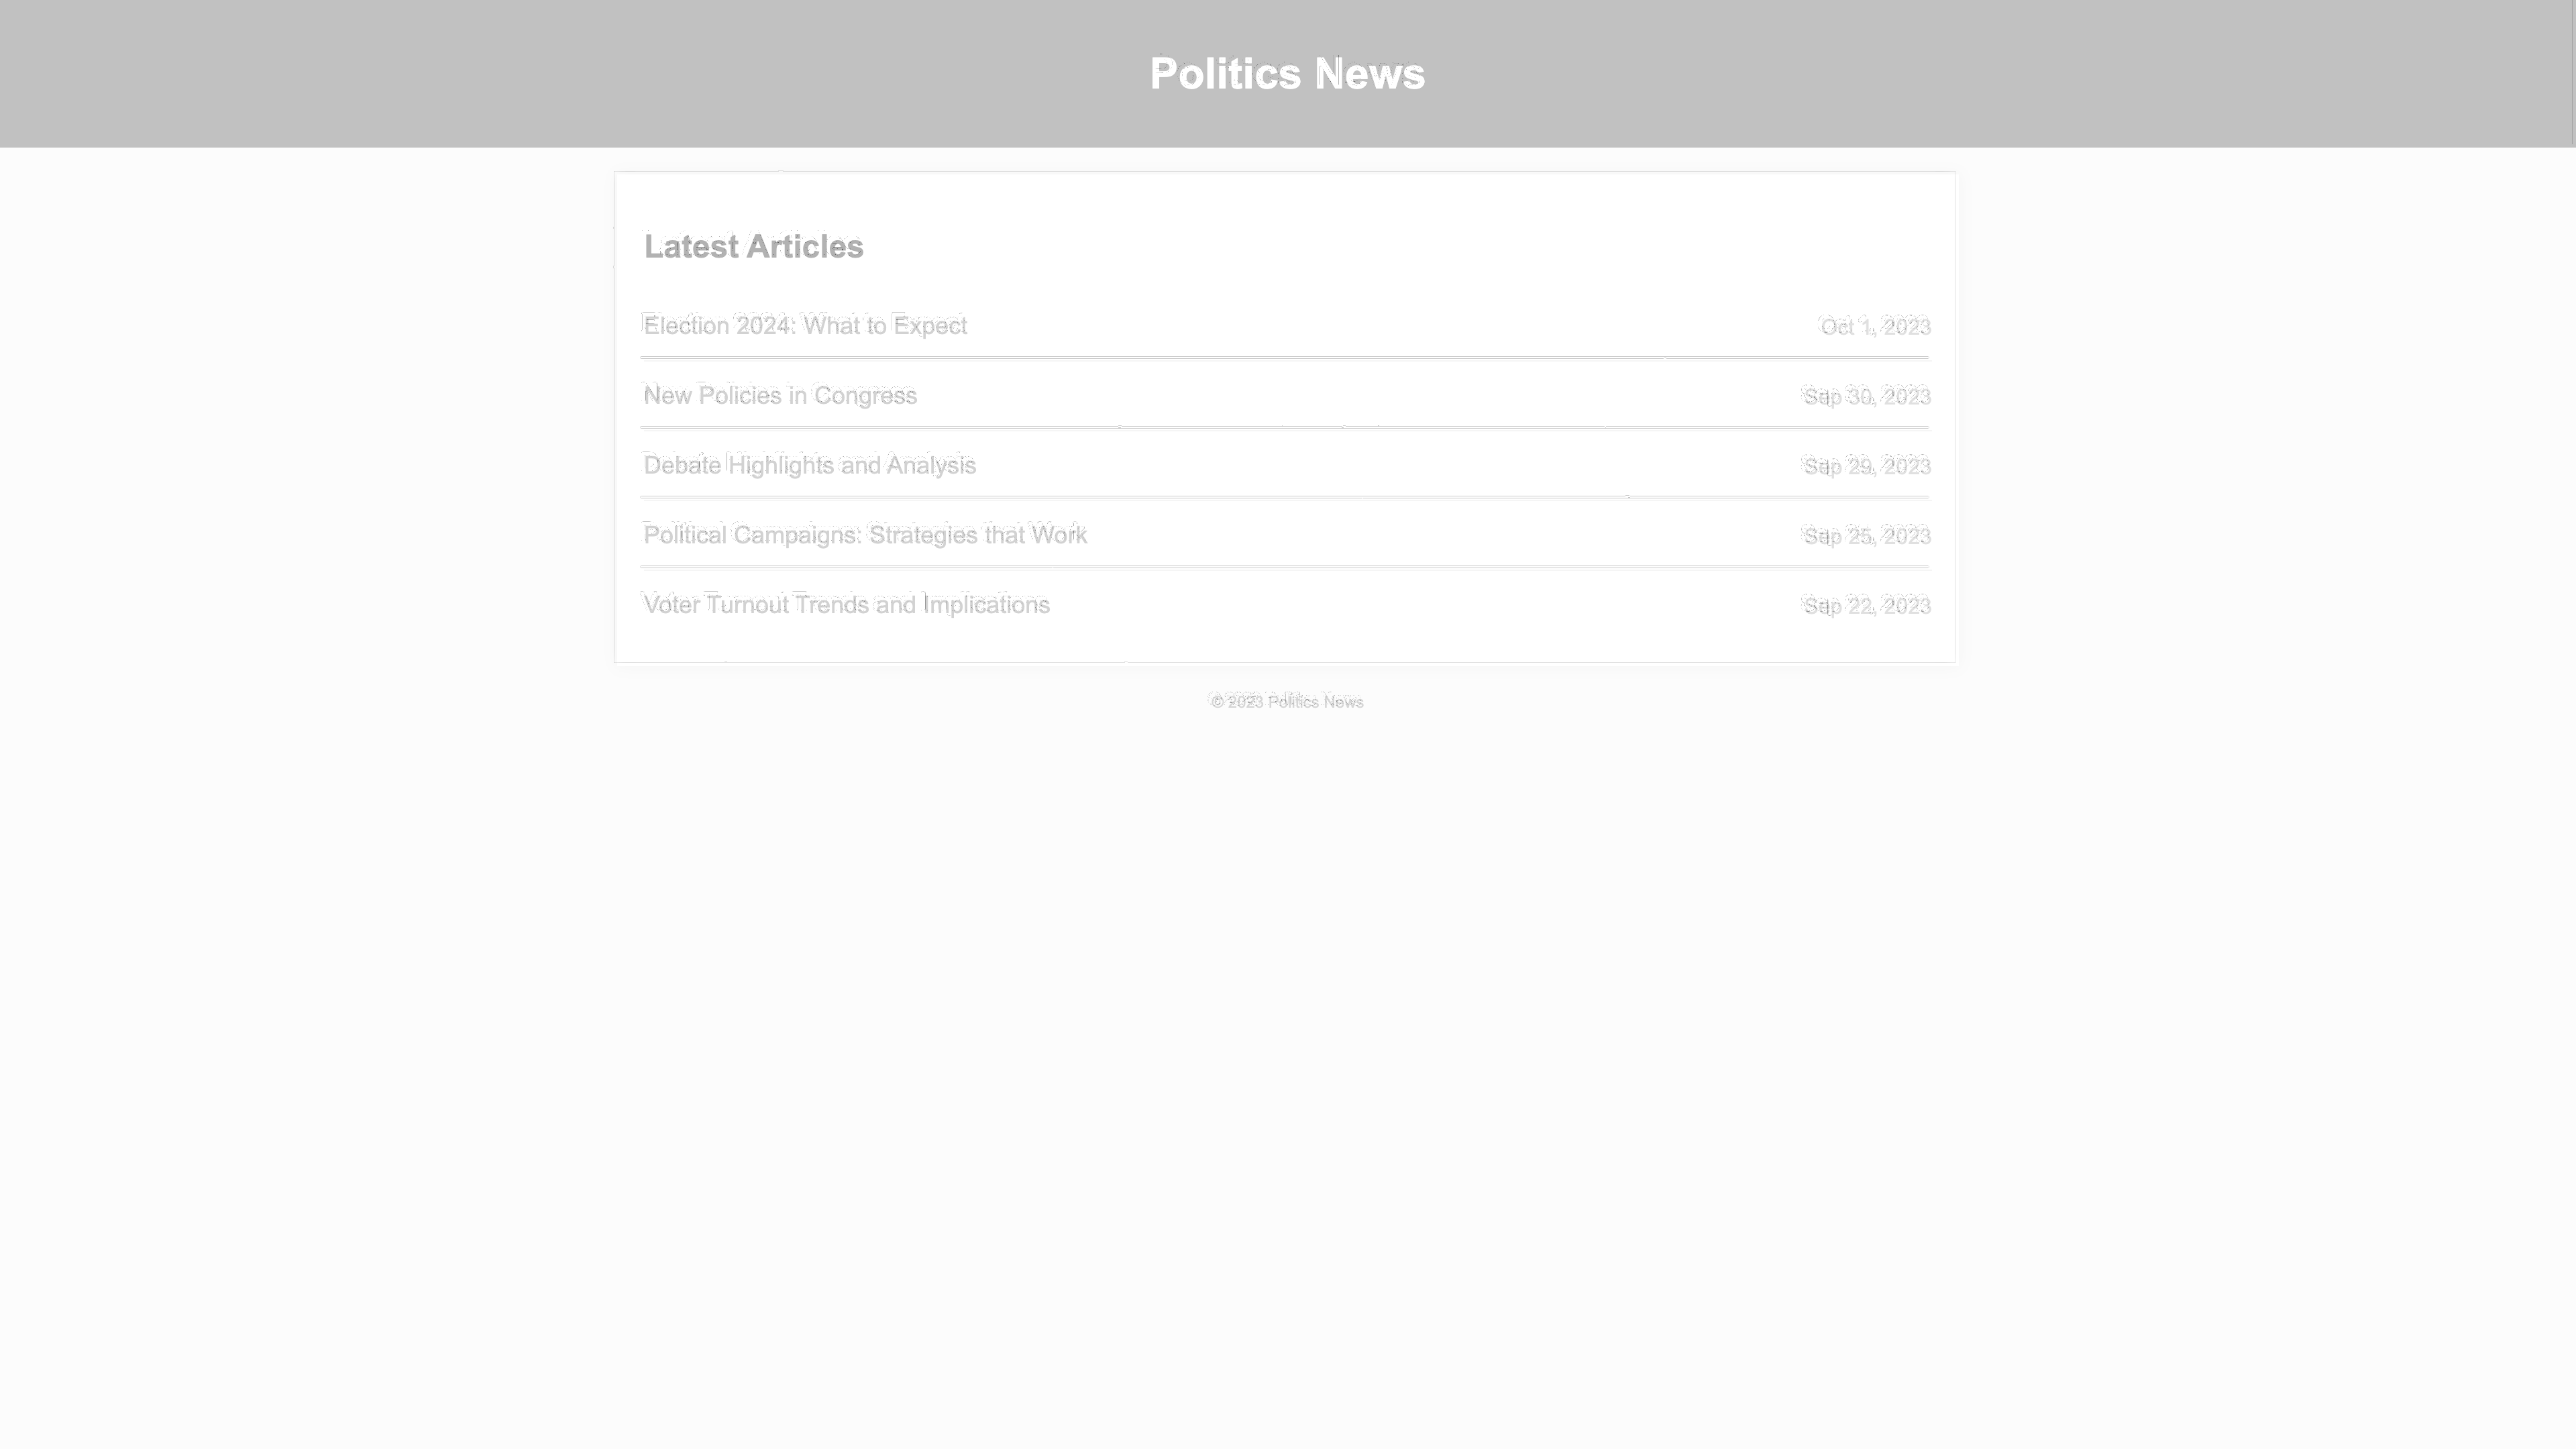 Politics News
Latest Articles
Election 2024: What to Expect Oct 1, 2023
New Policies in Congress Sep 30, 2023
Debate Highlights and Analysis Sep 29, 2023
Political Campaigns: Strategies that Work Sep 25, 2023
Voter Turnout Trends and Implications Sep 22, 2023
© 2023 Politics News